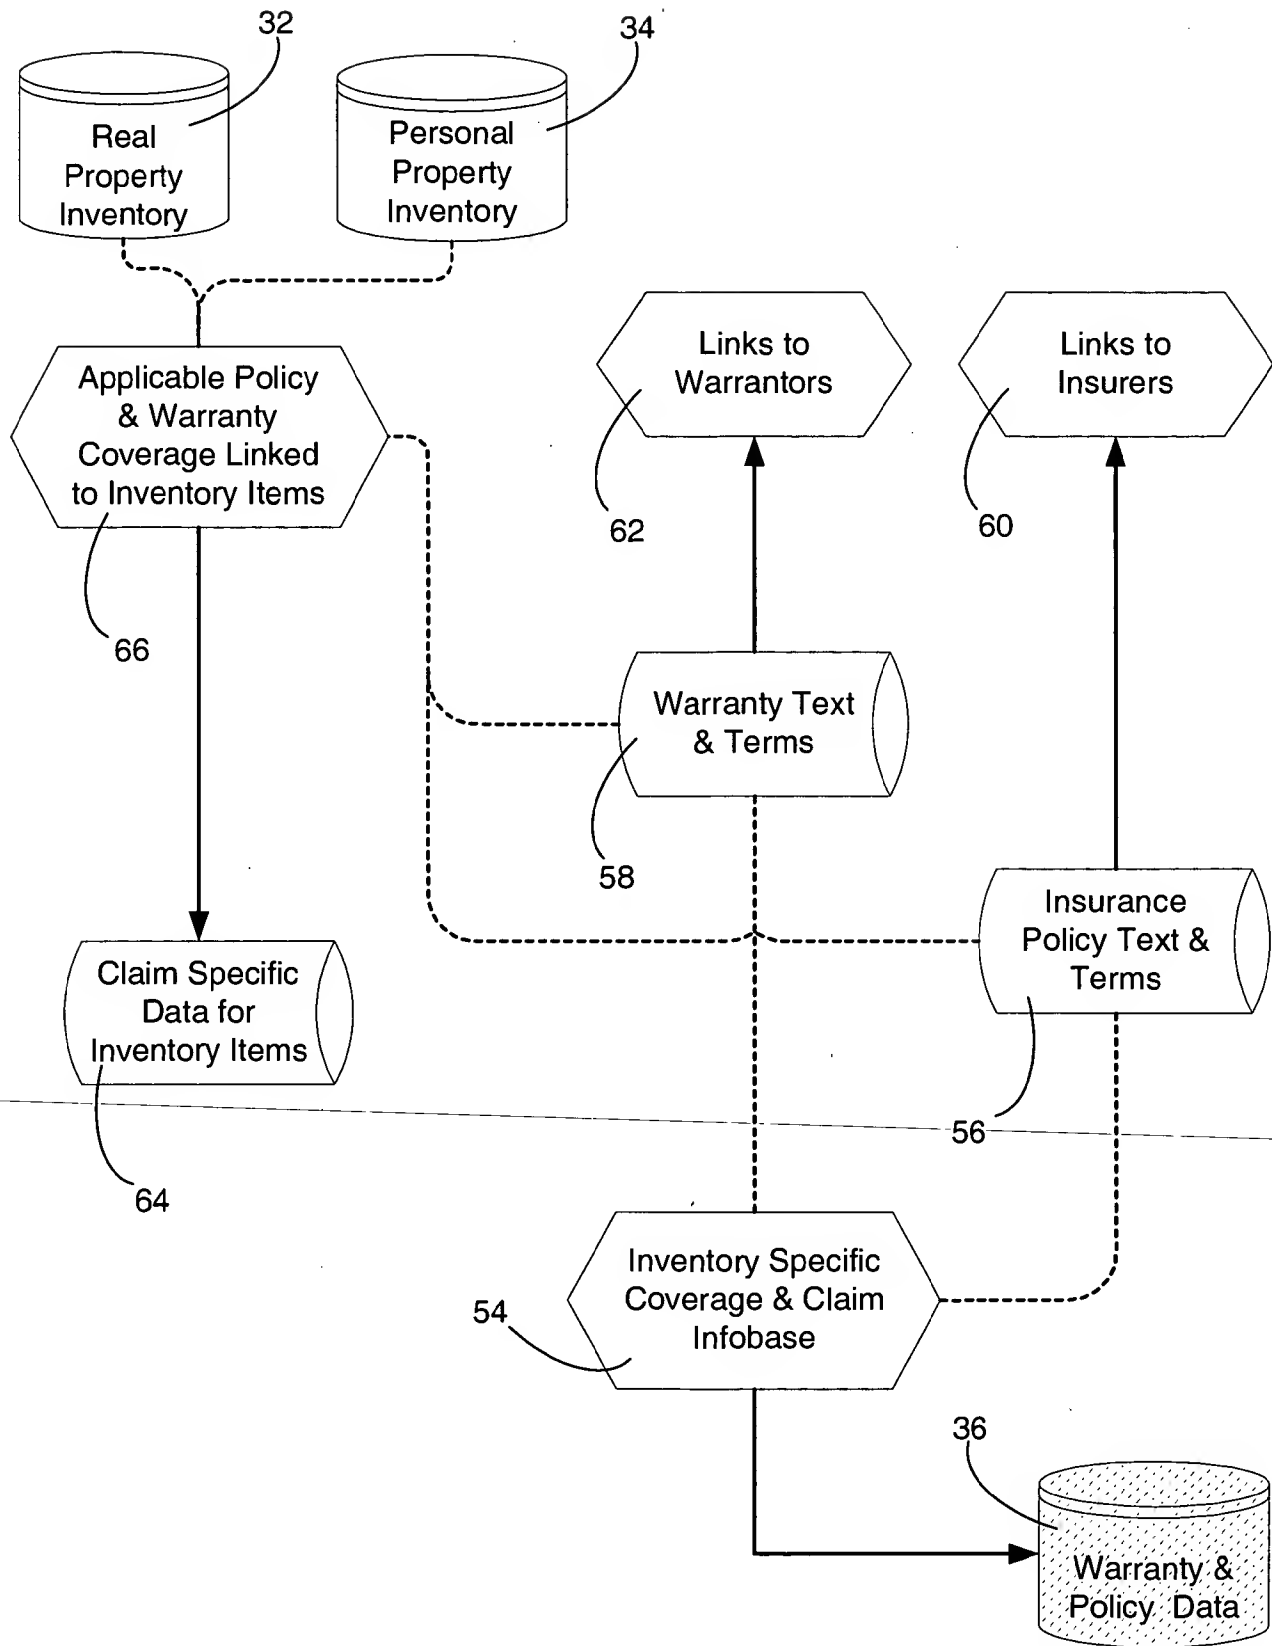 32
34
Real
Property
Inventory
Personal
Property
Inventory
Applicable Policy
& Warranty
Coverage Linked
to Inventory Items
66
Links to
Warrantors
62
Links to
Insurers
60
Warranty Text
& Terms
58
Insurance
Policy Text &
Terms
56
Claim Specific
Data for
Inventory Items
64
Inventory Specific
Coverage & Claim
Infobase
54
36
Warranty &
Policy Data